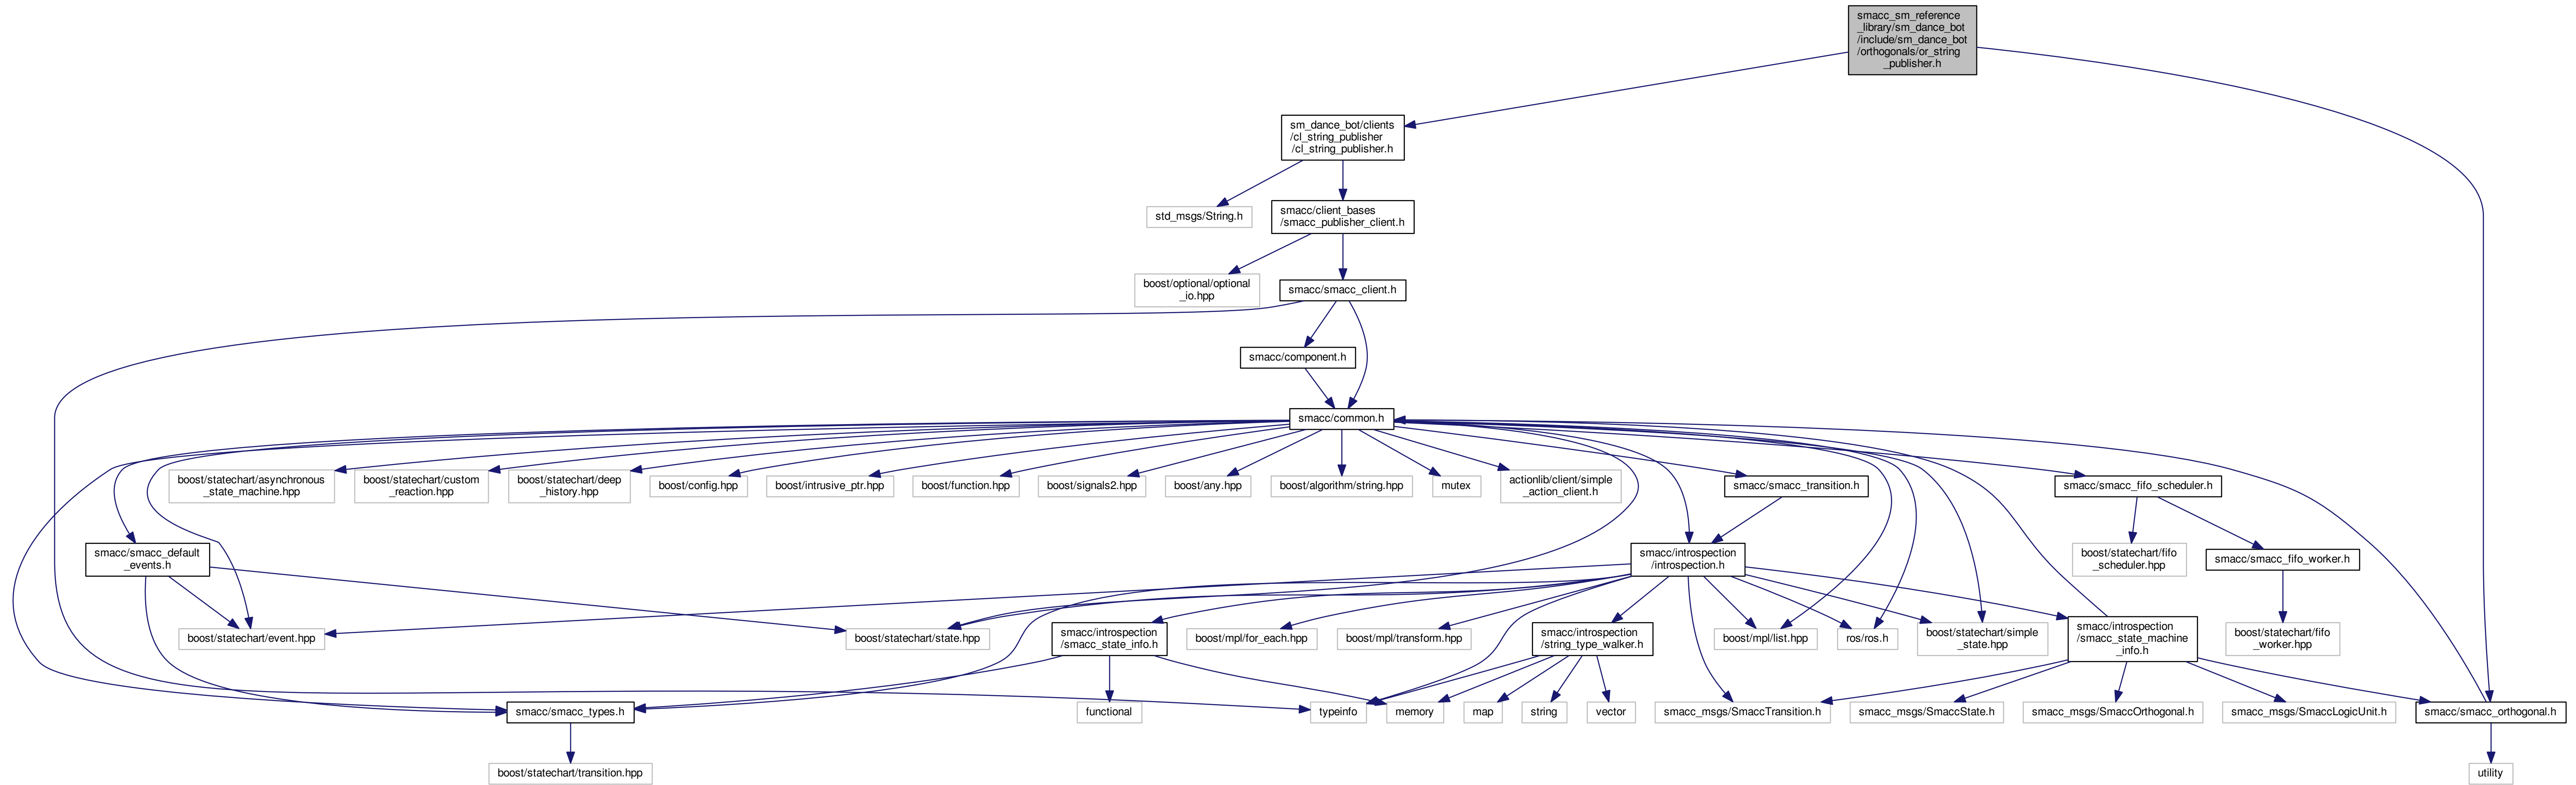 smacc_sm_reference
_library/sm_dance_bot
/include/sm_dance_bot
/orthogonals/or_string
_publisher.h
sm_dance_bot/clients
/cl_string_publisher
/cl_string_publisher.h
std_msgs/String.h
smacc/client_bases
/smacc_publisher_client.h
boost/optional/optional
_io.hpp
smacc/smacc_client.h
smacc/component.h
smacc/common.h
boost/statechart/asynchronous
_state_machine.hpp
boost/statechart/custom
_reaction.hpp
boost/statechart/deep
_history.hpp
boost/config.hpp
boost/intrusive_ptr.hpp
boost/function.hpp
boost/signals2.hpp
boost/any.hpp
boost/algorithm/string.hpp
mutex
actionlib/client/simple
_action_client.h
smacc/smacc_transition.h
smacc/smacc_fifo_scheduler.h
smacc/smacc_default
_events.h
smacc/introspection
/introspection.h
boost/statechart/fifo
_scheduler.hpp
smacc/smacc_fifo_worker.h
boost/statechart/event.hpp
boost/statechart/state.hpp
smacc/introspection
/smacc_state_info.h
boost/mpl/for_each.hpp
boost/mpl/transform.hpp
smacc/introspection
/string_type_walker.h
boost/mpl/list.hpp
ros/ros.h
boost/statechart/simple
_state.hpp
smacc/introspection
/smacc_state_machine
_info.h
boost/statechart/fifo
_worker.hpp
smacc/smacc_types.h
functional
typeinfo
memory
map
string
vector
smacc_msgs/SmaccTransition.h
smacc_msgs/SmaccState.h
smacc_msgs/SmaccOrthogonal.h
smacc_msgs/SmaccLogicUnit.h
smacc/smacc_orthogonal.h
boost/statechart/transition.hpp
utility